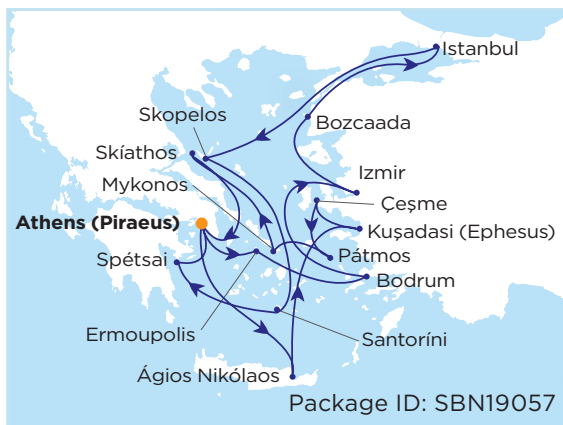 Istanbul
Skopelos
Bozcaada
Skíathos
Mykonos
Izmir
Çeşme
Athens (Piraeus)
Kuşadasi (Ephesus)
Spétsai
Pátmos
Bodrum
Ermoupolis
Santoríni
Ágios Nikólaos
Package ID: SBN19057